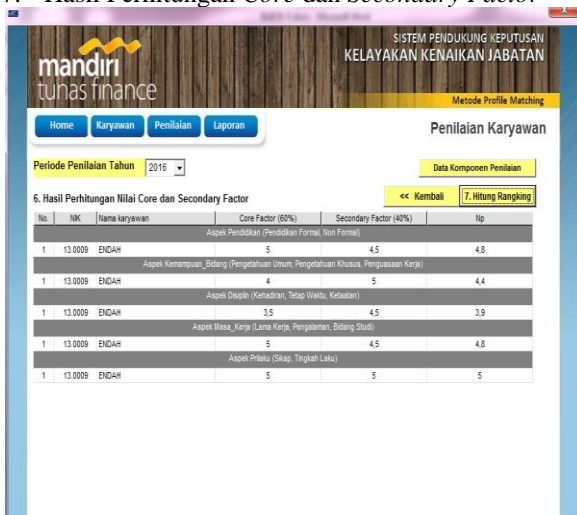 7. Hasil Perhitungan Core dan Secondary Factor
SISTEM PENDUKUNG KEPUTUSAN
KELAYAKAN KENAIKAN JABATAN
mandiri
tunas finance
Metode Profile Matching
Home Karyawan Penilaian Laporan
Penilaian Karyawan
Periode Penilaian Tahun 2016
Data Komponen Penilaian
6. Hasil Perhitungan Nilai Core dan Secondary Factor
<< Kembali 7. Hitung Rangking
No. NIK Nama karyawan Core Factor (60%) Secondary Factor (40%) Np
Aspek Pendidikan (Pendidikan Formal, Non Formal)
1 13.0009 ENDAH 5 4,5 4,8
Aspek Kemampuan_Bidang (Pengetahuan Umum, Pengetahuan Khusus, Penguasaan Kerja)
1 13.0009 ENDAH 4 5 4,4
Aspek Disiplin (Kehadiran, Tetap Waktu, Ketaatan)
1 13.0009 ENDAH 3,5 4,5 3,9
Aspek Masa_Kerja (Lama Kerja, Pengalaman, Bidang Studi)
1 13.0009 ENDAH 5 4,5 4,8
Aspek Prilaku (Sikap, Tingkah Laku)
1 13.0009 ENDAH 5 5 5